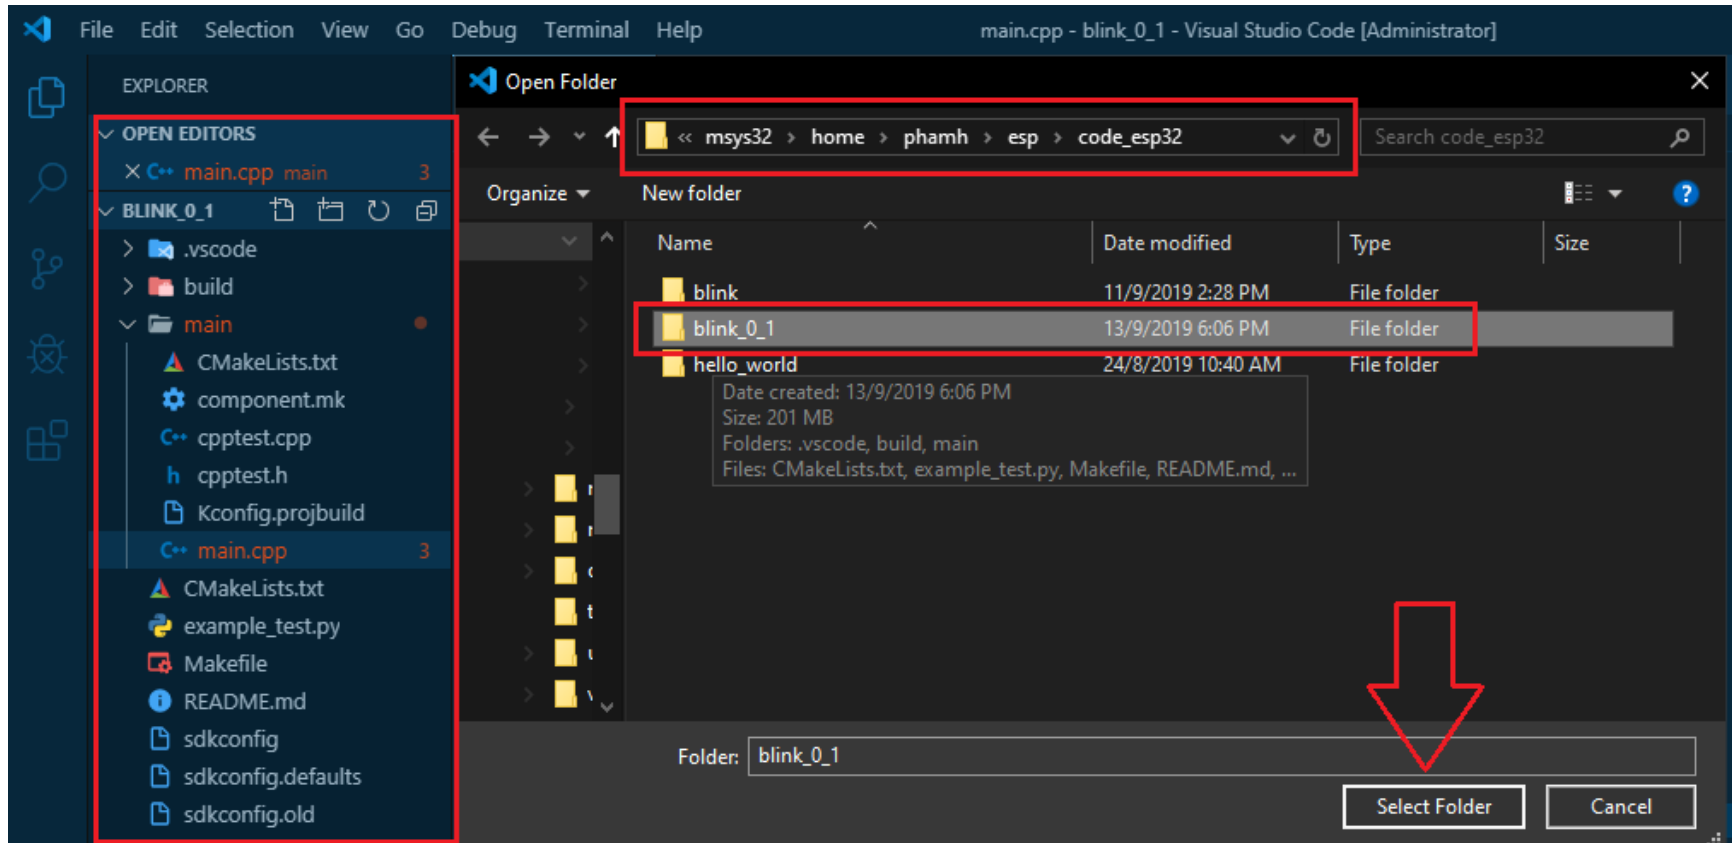 File Edit Selection View Go Debug Terminal Help main.cpp - blink_0_1 - Visual Studio Code [Administrator]
EXPLORER
OPEN EDITORS
main.cpp main 3
BLINK_0_1
.vscode
build
main
CMakeLists.txt
component.mk
cpptest.cpp
h cpptest.h
Kconfig.projbuild
main.cpp 3
CMakeLists.txt
example_test.py
Makefile
README.md
sdkconfig
sdkconfig.defaults
sdkconfig.old
Open Folder
« msys32 > home > phamh > esp > code_esp32 Search code_esp32
Organize New folder
Name Date modified Type Size
blink 11/9/2019 2:28 PM File folder
blink_0_1 13/9/2019 6:06 PM File folder
hello_world 24/8/2019 10:40 AM File folder
Date created: 13/9/2019 6:06 PM
Size: 201 MB
Folders: .vscode, build, main
Files: CMakeLists.txt, example_test.py, Makefile, README.md, ...
Folder: blink_0_1
Select Folder Cancel